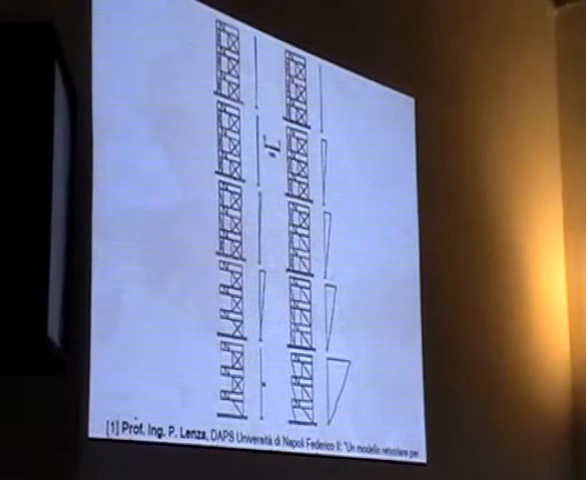 [1] Prof. Ing. P. Lenza, DAPS Università di Napoli Federico II: "Un modello reticolare per